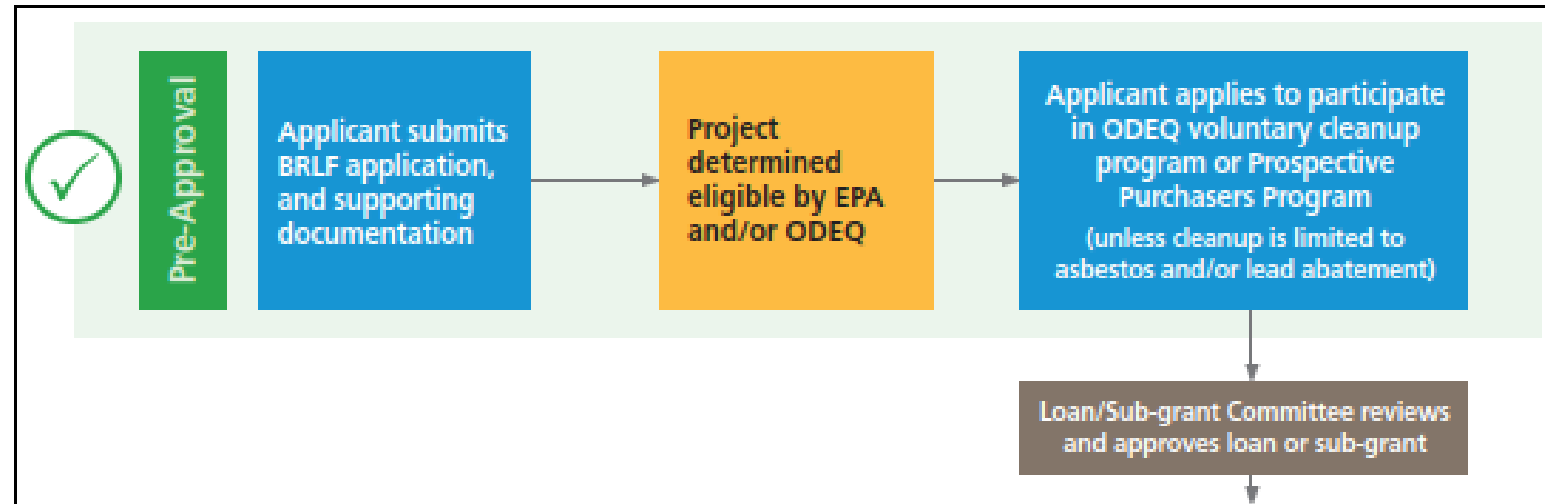 Pre-Approval
Applicant submits
BRLF application,
and supporting
documentation
Project
determined
eligible by EPA
and/or ODEQ
Applicant applies to participate
in ODEQ voluntary cleanup
program or Prospective
Purchasers Program
(unless cleanup is limited to
asbestos and/or lead abatement)
Loan/Sub-grant Committee reviews
and approves loan or sub-grant